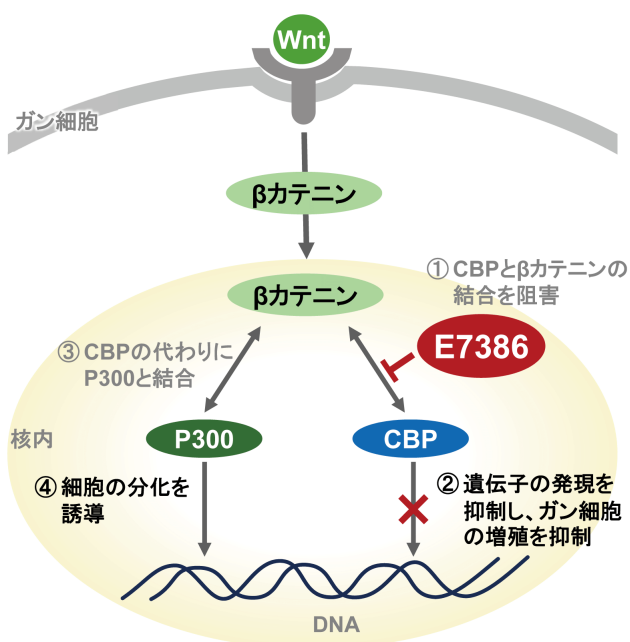 Wnt
ガン細胞
βカテニン
βカテニン
① CBPとβカテニンの
結合を阻害
E7386
③ CBPの代わりに
P300と結合
核内
P300
CBP
④ 細胞の分化を
誘導
② 遺伝子の発現を
抑制し、ガン細胞
の増殖を抑制
DNA